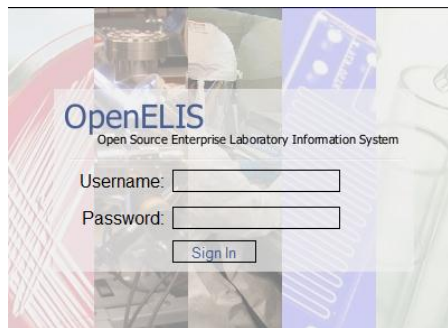 OpenELIS
Open Source Enterprise Laboratory Information System
Username:
Password:
Sign In